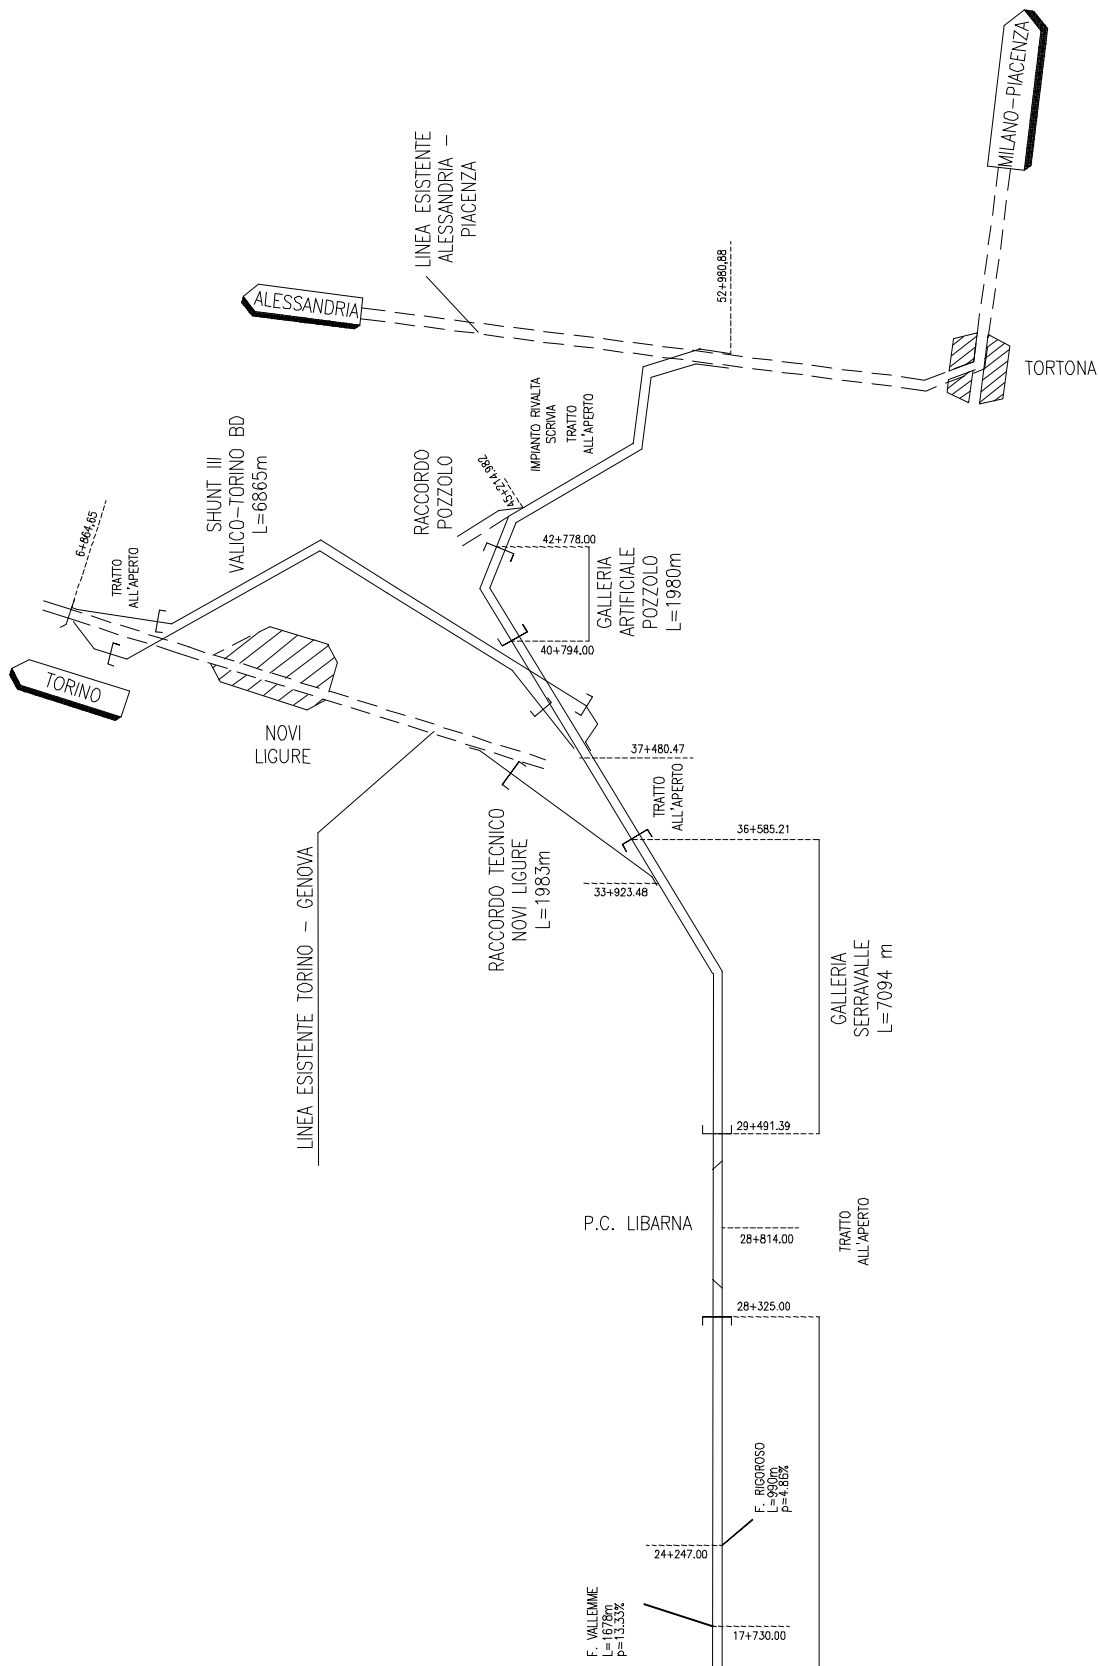 MILANO-PIACENZA
LINEA ESISTENTE
ALESSANDRIA -
PIACENZA
ALESSANDRIA
52+980,88
TORTONA
IMPIANTO RIVALTA
SCRIVIA
TRATTO
ALL'APERTO
SHUNT III
VALICO-TORINO BD
L=6865m
RACCORDO
POZZOLO
45+214.982
6+864,65
TRATTO
ALL'APERTO
42+778.00
GALLERIA
ARTIFICIALE
POZZOLO
L=1980m
40+794.00
TORINO
NOVI
LIGURE
37+480.47
TRATTO
ALL'APERTO
36+585.21
RACCORDO TECNICO
NOVI LIGURE
L=1983m
33+923.48
LINEA ESISTENTE TORINO - GENOVA
GALLERIA
SERRAVALLE
L=7094 m
29+491.39
P.C. LIBARNA
28+814.00
TRATTO
ALL'APERTO
28+325.00
F. RIGOROSO
L=990m
p=4.86%
24+247.00
F. VALLEMME
L=1678m
p=13.33%
17+730.00